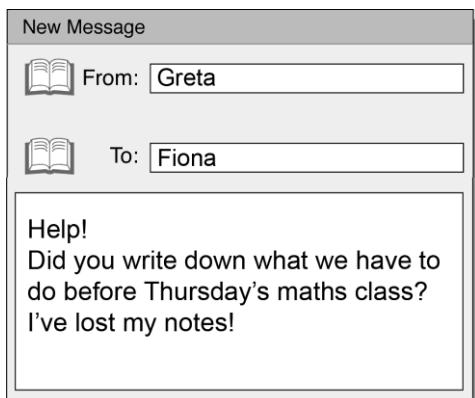 New Message
From: Greta
To: Fiona
Help!
Did you write down what we have to
do before Thursday's maths class?
I've lost my notes!